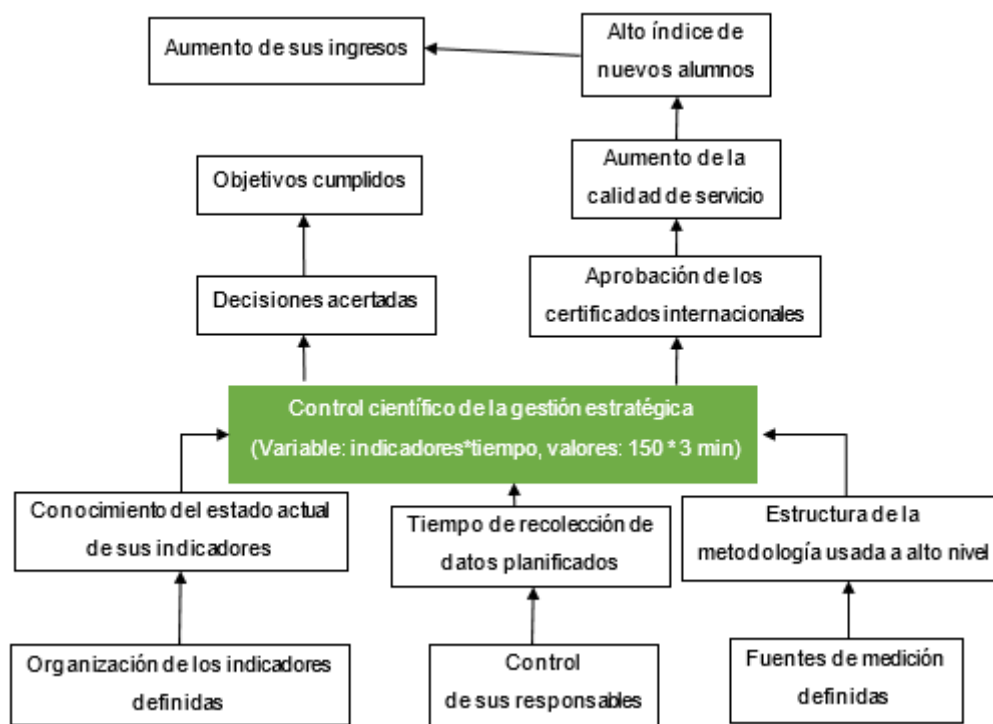 Aumento de sus ingresos
Alto índice de
nuevos alumnos
Objetivos cumplidos
Aumento de la
calidad de servicio
Decisiones acertadas
Aprobación de los
certificados internacionales
Control científico de la gestión estratégica
(Variable: indicadores*tiempo, valores: 150 * 3 min)
Conocimiento del estado actual
de sus indicadores
Tiempo de recolección de
datos planificados
Estructura de la
metodología usada a alto nivel
Organización de los indicadores
definidas
Control
de sus responsables
Fuentes de medición
definidas